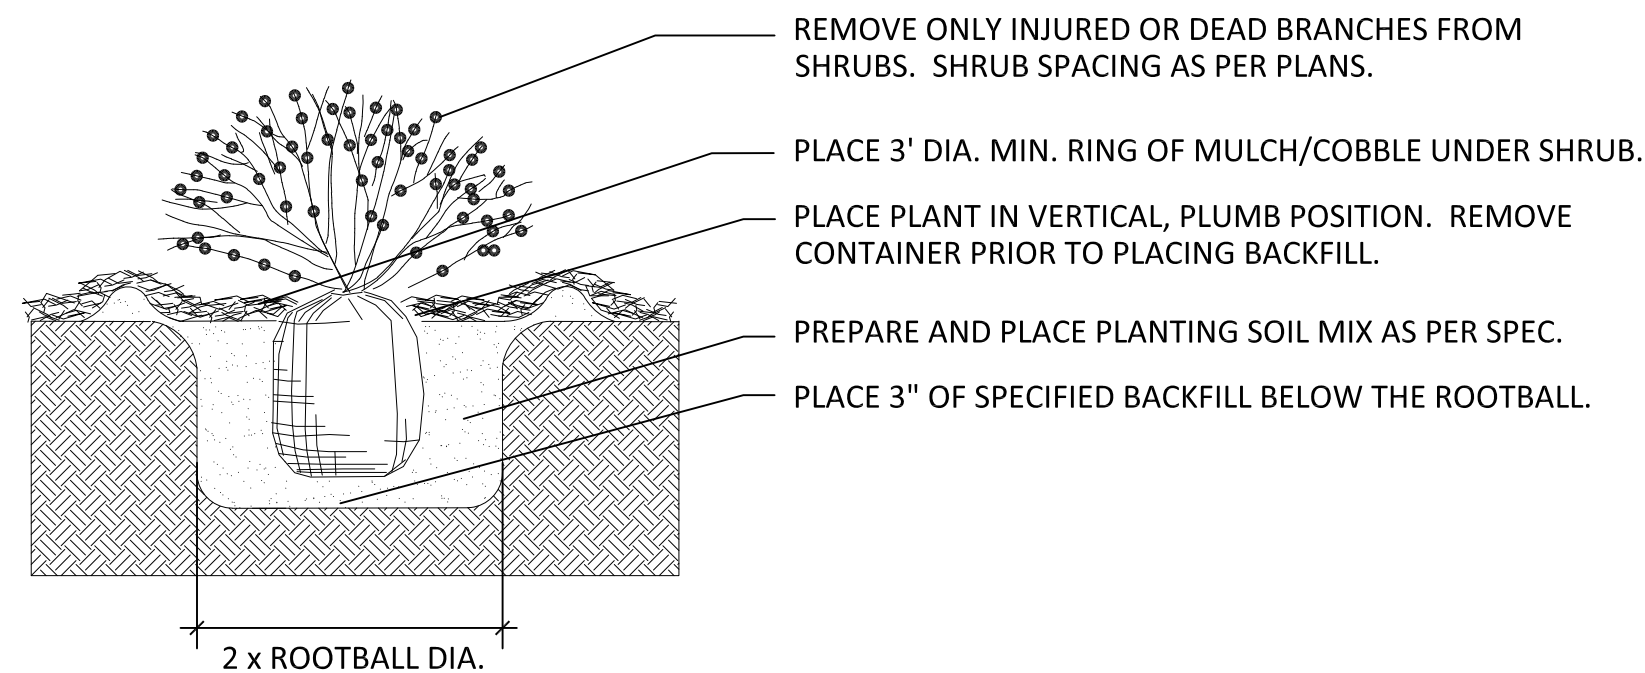 REMOVE ONLY INJURED OR DEAD BRANCHES FROM
SHRUBS.  SHRUB SPACING AS PER PLANS.
PLACE 3' DIA. MIN. RING OF MULCH/COBBLE UNDER SHRUB.
PLACE PLANT IN VERTICAL, PLUMB POSITION.  REMOVE
CONTAINER PRIOR TO PLACING BACKFILL.
PREPARE AND PLACE PLANTING SOIL MIX AS PER SPEC.
PLACE 3" OF SPECIFIED BACKFILL BELOW THE ROOTBALL.
2 x ROOTBALL DIA.